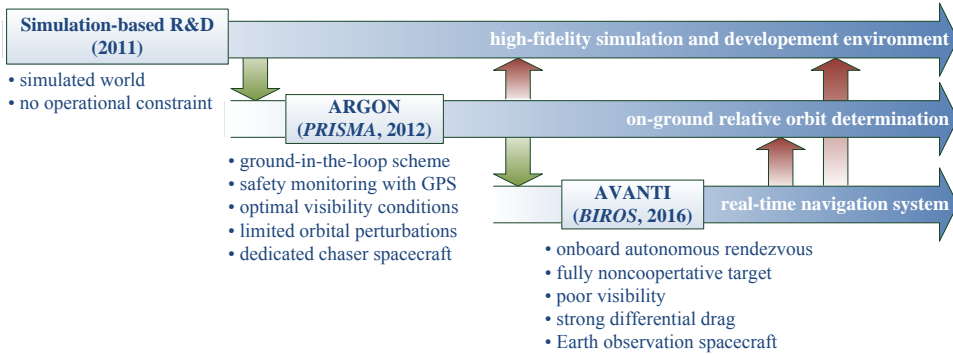 Simulation-based R&D
(2011)
high-fidelity simulation and developement environment
• simulated world
• no operational constraint
ARGON
(PRISMA, 2012)
on-ground relative orbit determination
• ground-in-the-loop scheme
• safety monitoring with GPS
• optimal visibility conditions
• limited orbital perturbations
• dedicated chaser spacecraft
AVANTI
(BIROS, 2016)
real-time navigation system
• onboard autonomous rendezvous
• fully noncoopertative target
• poor visibility
• strong differential drag
• Earth observation spacecraft